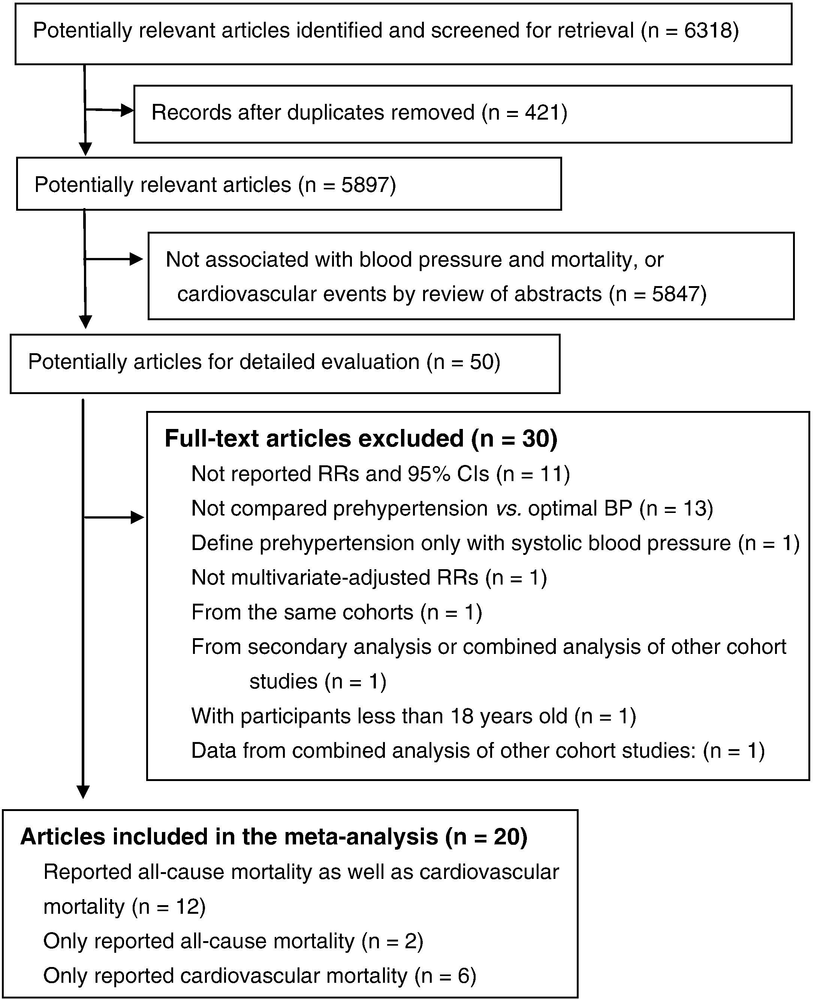 Potentially relevant articles identified and screened for retrieval (n = 6318)
Records after duplicates removed (n = 421)
Potentially relevant articles (n = 5897)
Not associated with blood pressure and mortality, or
cardiovascular events by review of abstracts (n = 5847)
Potentially articles for detailed evaluation (n = 50)
Full-text articles excluded (n = 30)
Not reported RRs and 95% CIs (n = 11)
Not compared prehypertension vs. optimal BP (n = 13)
Define prehypertension only with systolic blood pressure (n = 1)
Not multivariate-adjusted RRs (n = 1)
From the same cohorts (n = 1)
From secondary analysis or combined analysis of other cohort
studies (n = 1)
With participants less than 18 years old (n = 1)
Data from combined analysis of other cohort studies: (n = 1)
Articles included in the meta-analysis (n = 20)
Reported all-cause mortality as well as cardiovascular
mortality (n = 12)
Only reported all-cause mortality (n = 2)
Only reported cardiovascular mortality (n = 6)